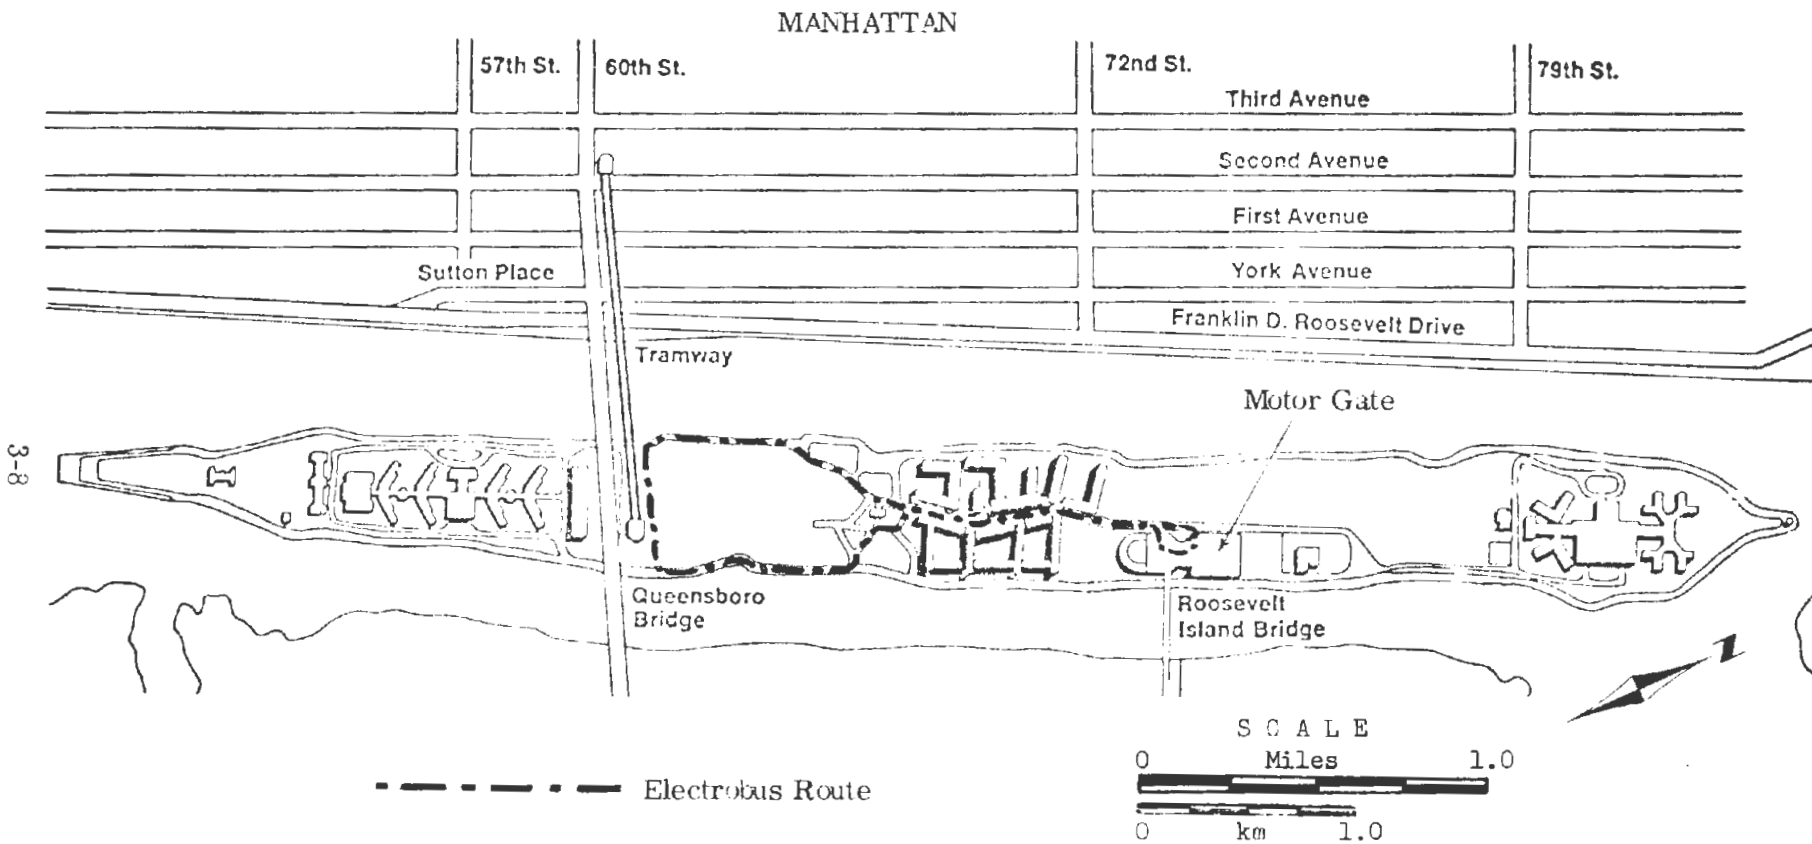 MANHATTAN
57th St.
60th St.
72nd St.
79th St.
Third Avenue
Second Avenue
First Avenue
Sutton Place
York Avenue
Franklin D. Roosevelt Drive
Tramway
Motor Gate
3-8
Queensboro
Bridge
Roosevelt
Island Bridge
N
SCALE
0 Miles 1.0
0 km 1.0
Electrobus Route